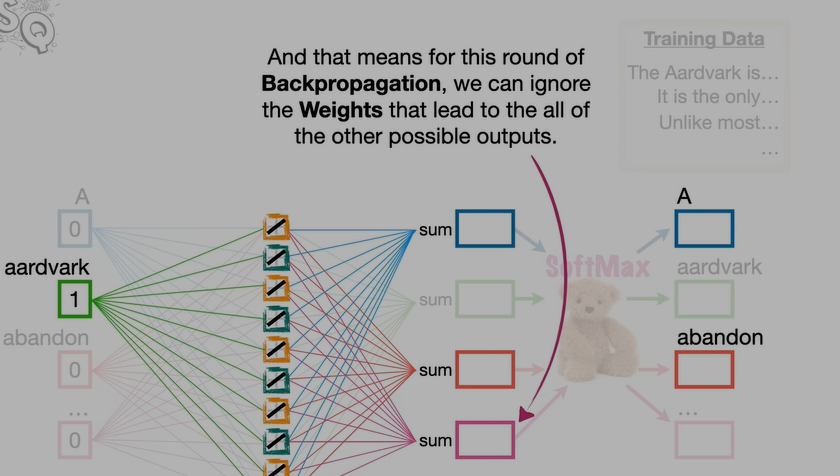 SQ
And that means for this round of
Backpropagation, we can ignore
the Weights that lead to the all of
the other possible outputs.
Training Data
The Aardvark is…
It is the only…
Unlike most…
…
A
0
aardvark
1
abandon
0
...
0
sum
sum
sum
sum
SoftMax
A
aardvark
abandon
...